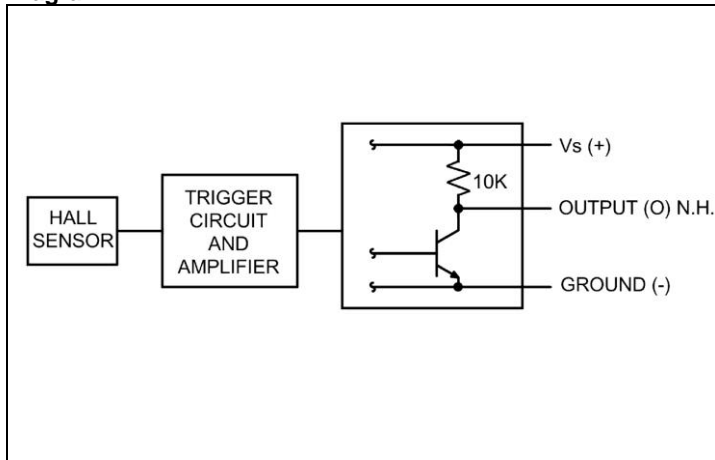 HALL
SENSOR
TRIGGER
CIRCUIT
AND
AMPLIFIER
10K
Vs (+)
OUTPUT (O) N.H.
GROUND (-)